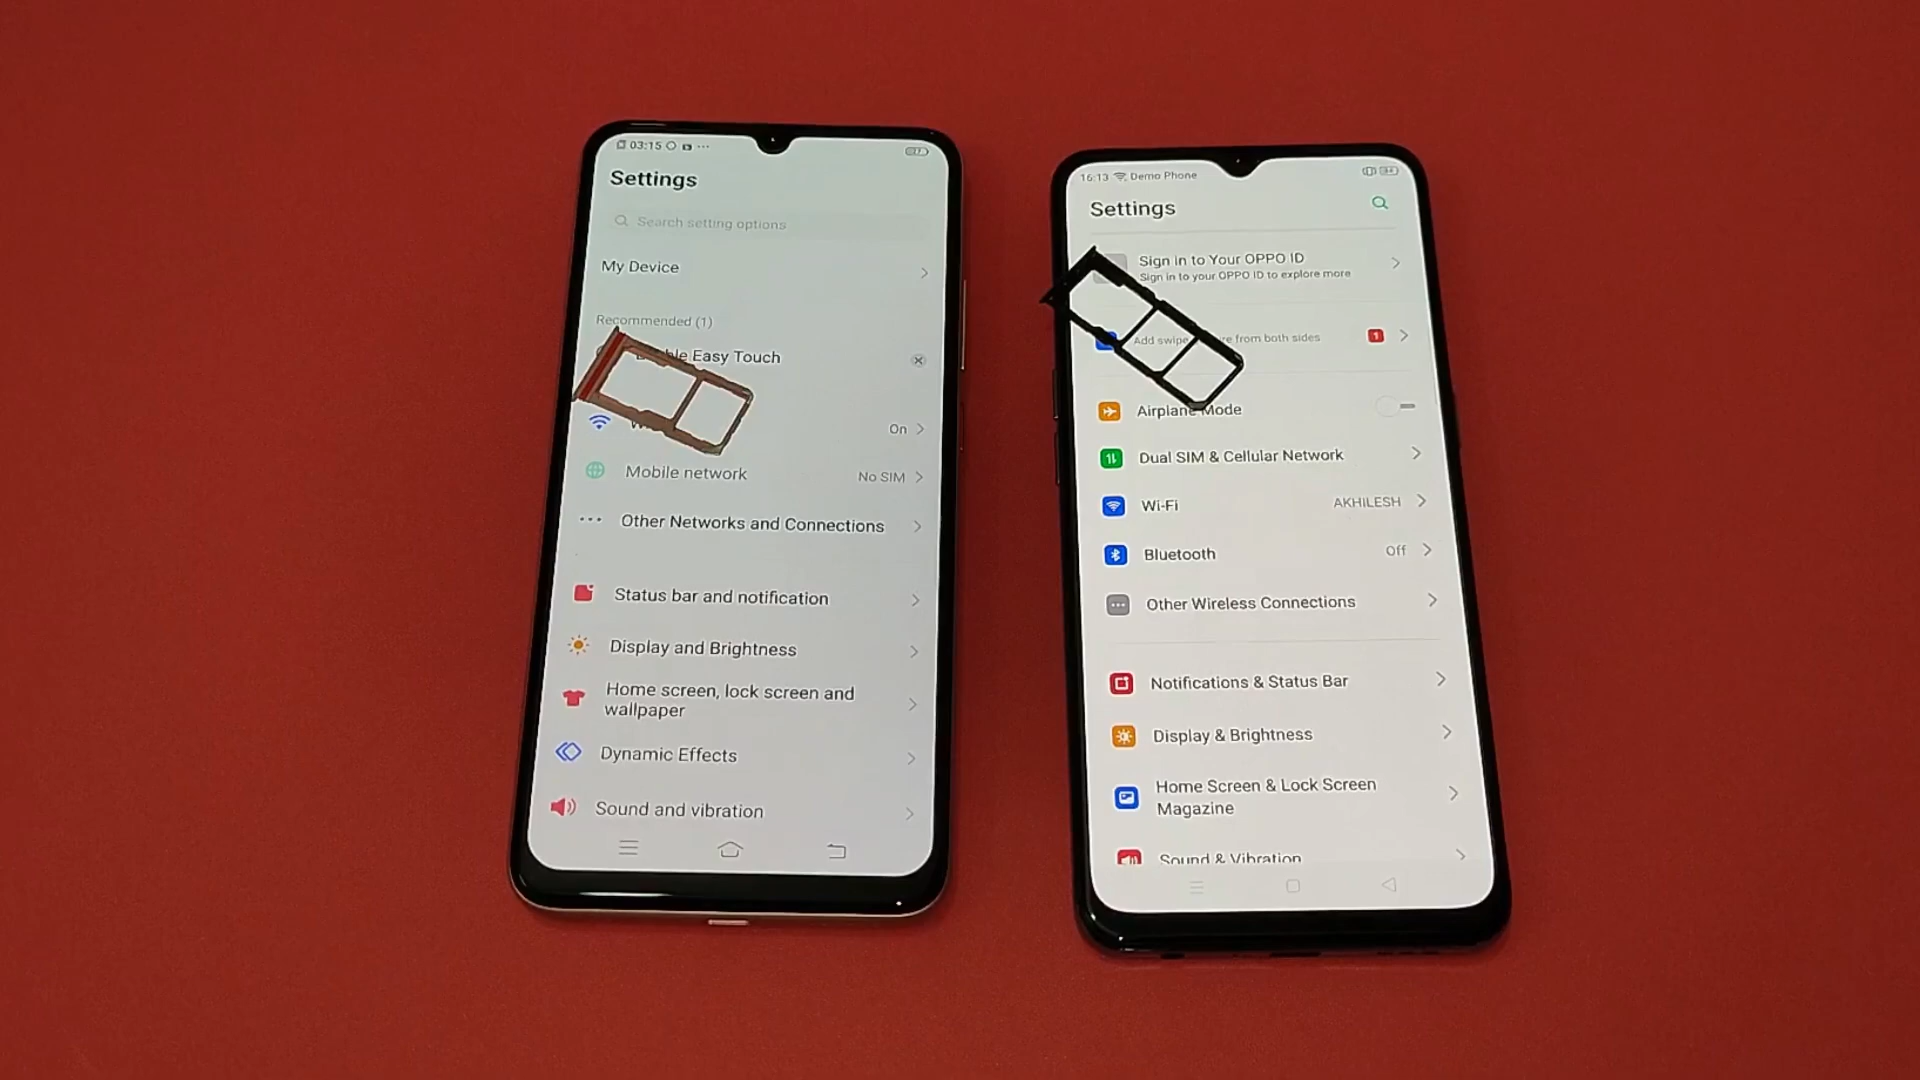 03:15
Settings
Search setting options
My Device
Recommended (1)
Easy Touch
On
Mobile network
No SIM
Other Networks and Connections
Status bar and notification
Display and Brightness
Home screen, lock screen and
wallpaper
Dynamic Effects
Sound and vibration
16:13 Demo Phone
Settings
Sign in to Your OPPO ID
Sign in to your OPPO ID to explore more
Add swipe from both sides
1
Airplane Mode
Dual SIM & Cellular Network
Wi-Fi
AKHILESH
Bluetooth
Off
Other Wireless Connections
Notifications & Status Bar
Display & Brightness
Home Screen & Lock Screen
Magazine
Sound & Vibration